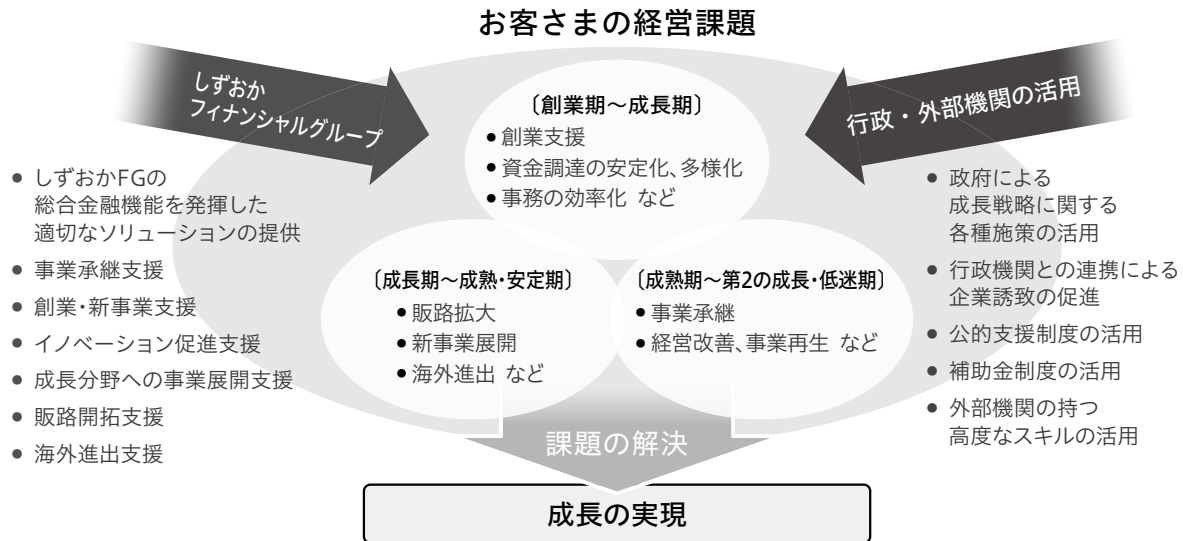 お客さまの経営課題
しずおか
フィナンシャルグループ
行政・外部機関の活用
〔創業期～成長期〕
● 創業支援
● 資金調達の安定化、多様化
● 事務の効率化 など
〔成長期～成熟・安定期〕
● 販路拡大
● 新事業展開
● 海外進出 など
〔成熟期～第2の成長・低迷期〕
● 事業承継
● 経営改善、事業再生 など
● しずおかFGの
総合金融機能を発揮した
適切なソリューションの提供
● 事業承継支援
● 創業・新事業支援
● イノベーション促進支援
● 成長分野への事業展開支援
● 販路開拓支援
● 海外進出支援
● 政府による
成長戦略に関する
各種施策の活用
● 行政機関との連携による
企業誘致の促進
● 公的支援制度の活用
● 補助金制度の活用
● 外部機関の持つ
高度なスキルの活用
課題の解決
成長の実現